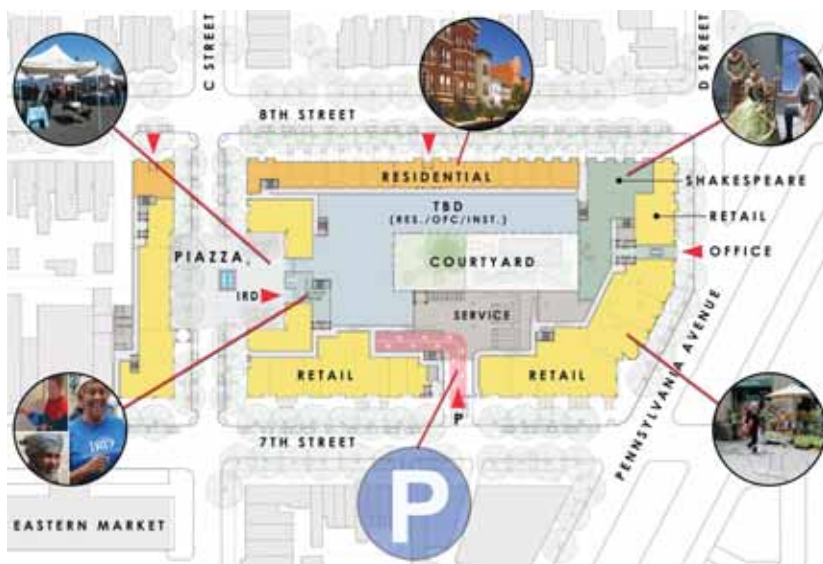 C STREET
D STREET
8TH STREET
RESIDENTIAL
SHAKESPEARE
TBD
(RES./OFC/INST.)
RETAIL
PIAZZA
COURTYARD
OFFICE
IRD
SERVICE
PENNSYLVANIA AVENUE
RETAIL
RETAIL
P
7TH STREET
P
EASTERN MARKET